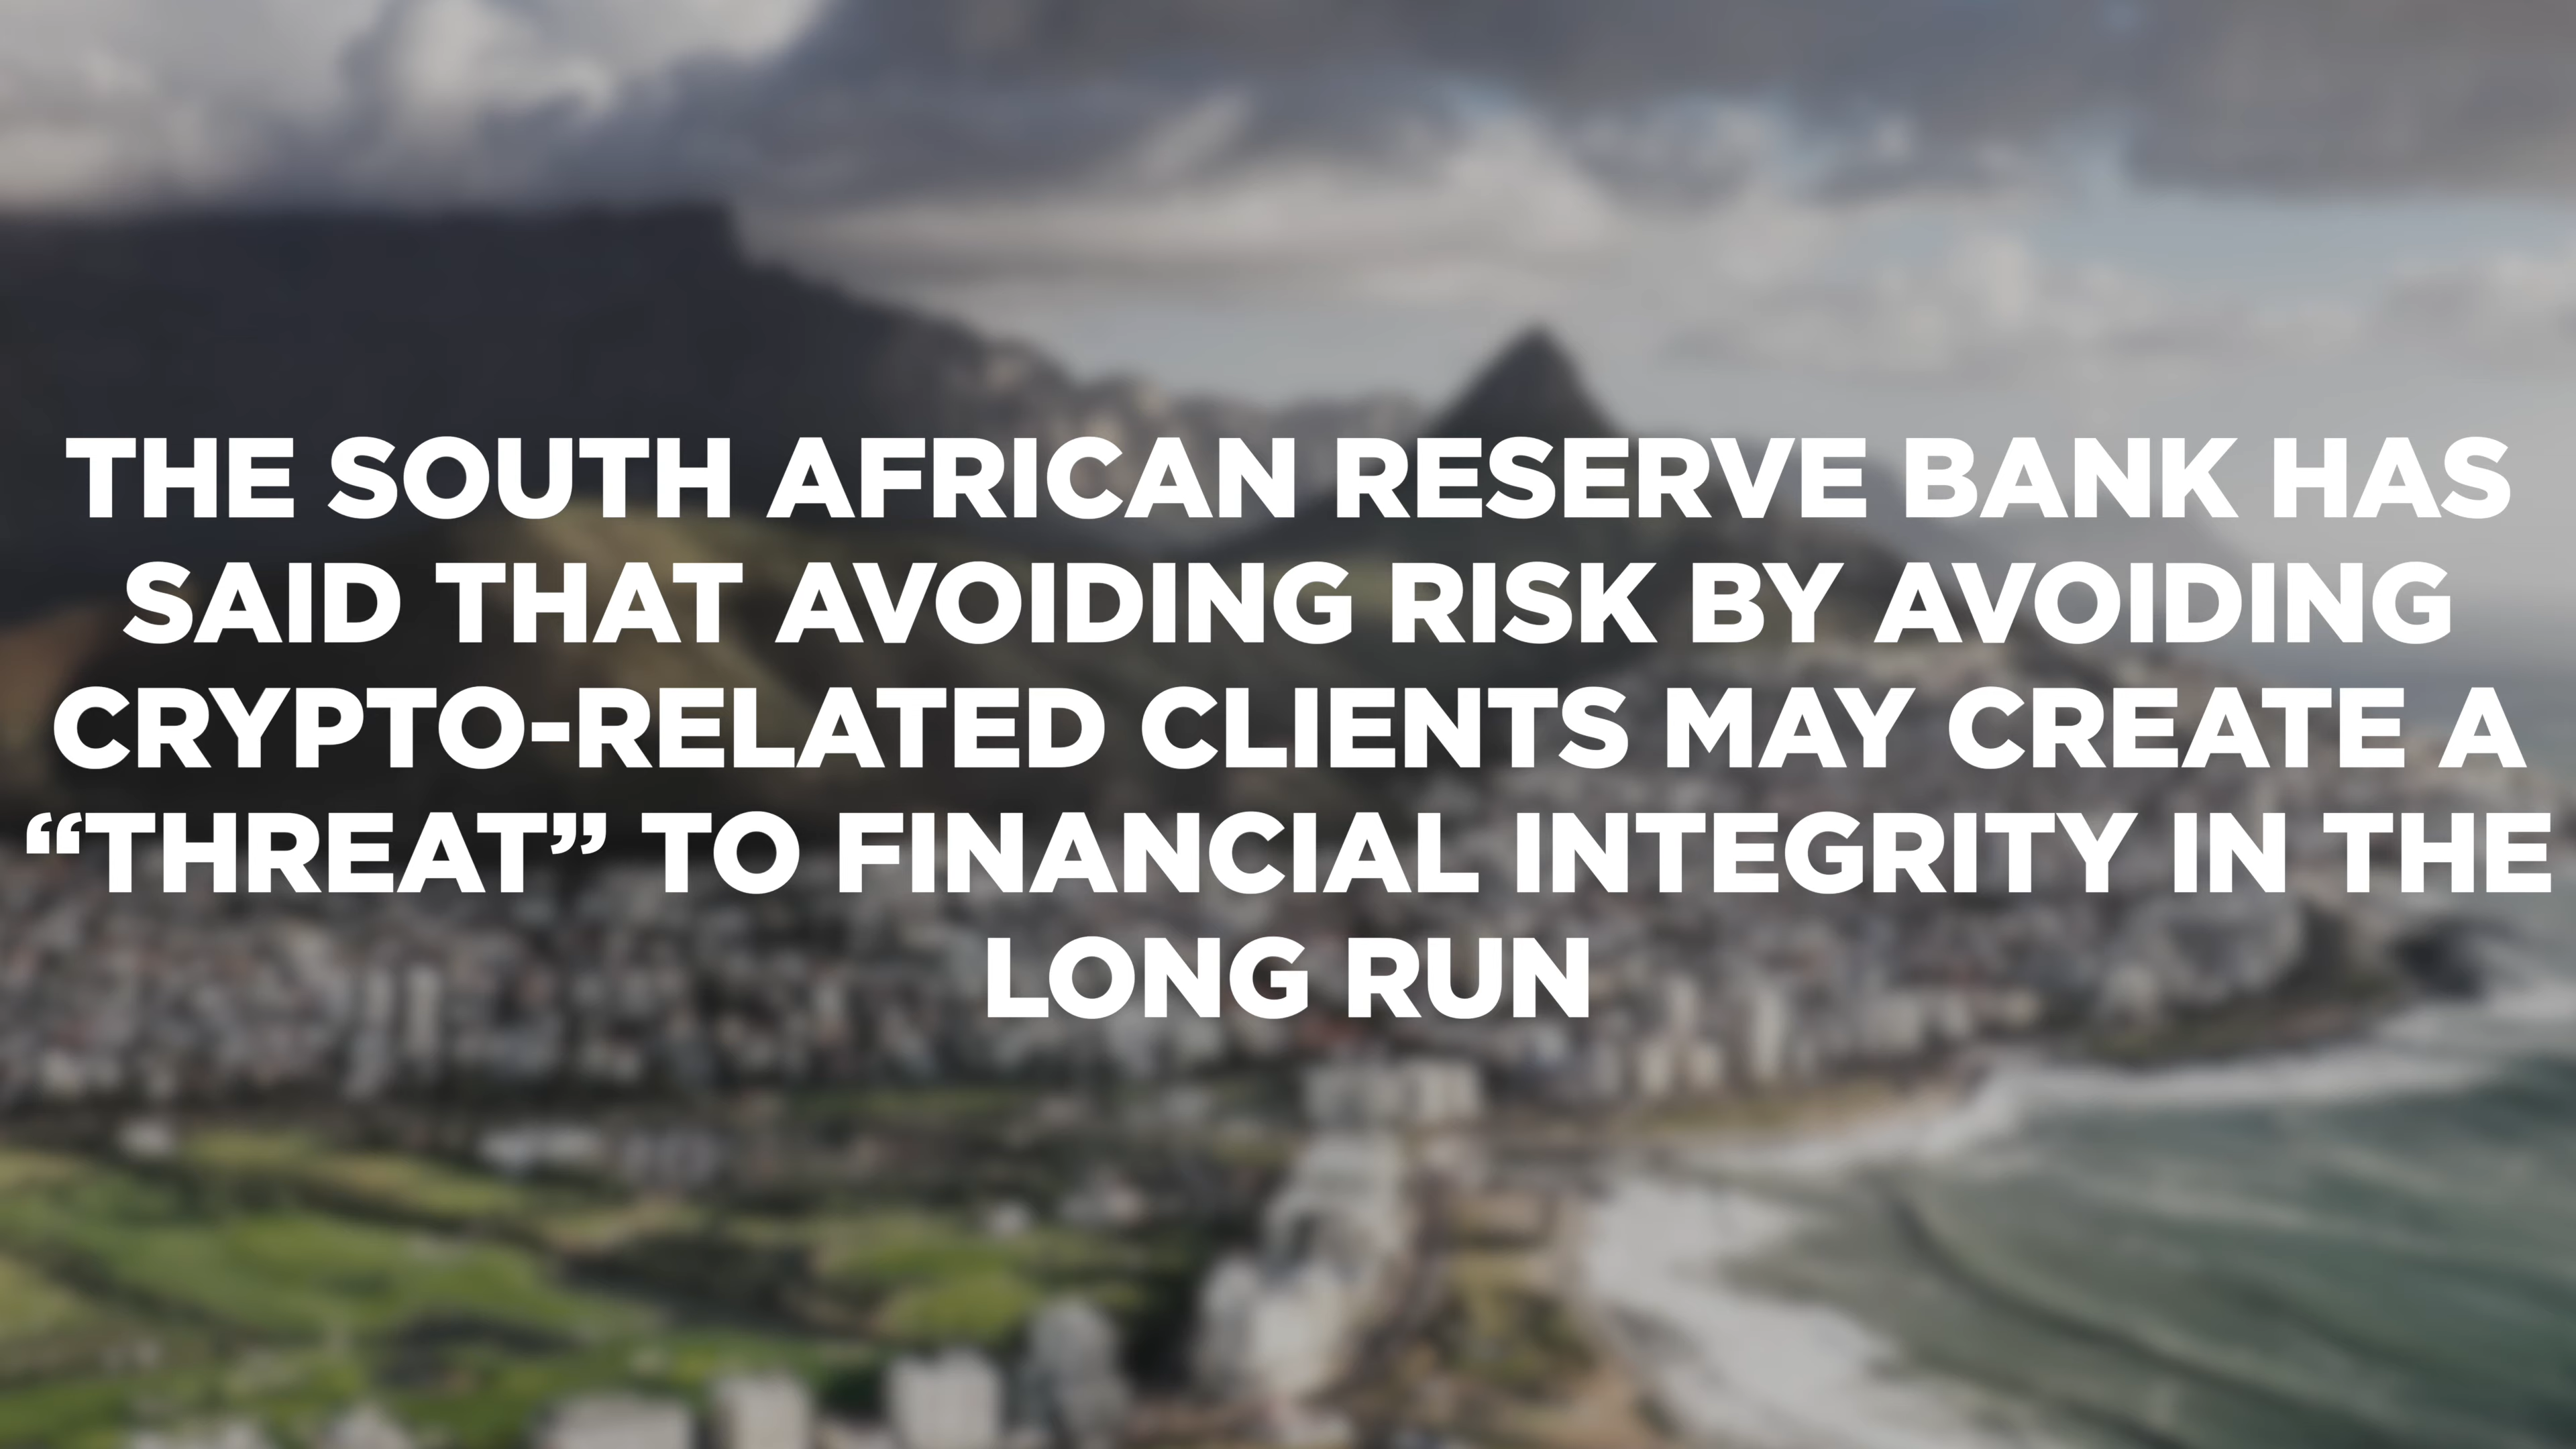 THE SOUTH AFRICAN RESERVE BANK HAS
SAID THAT AVOIDING RISK BY AVOIDING
CRYPTO-RELATED CLIENTS MAY CREATE A
“THREAT” TO FINANCIAL INTEGRITY IN THE
LONG RUN